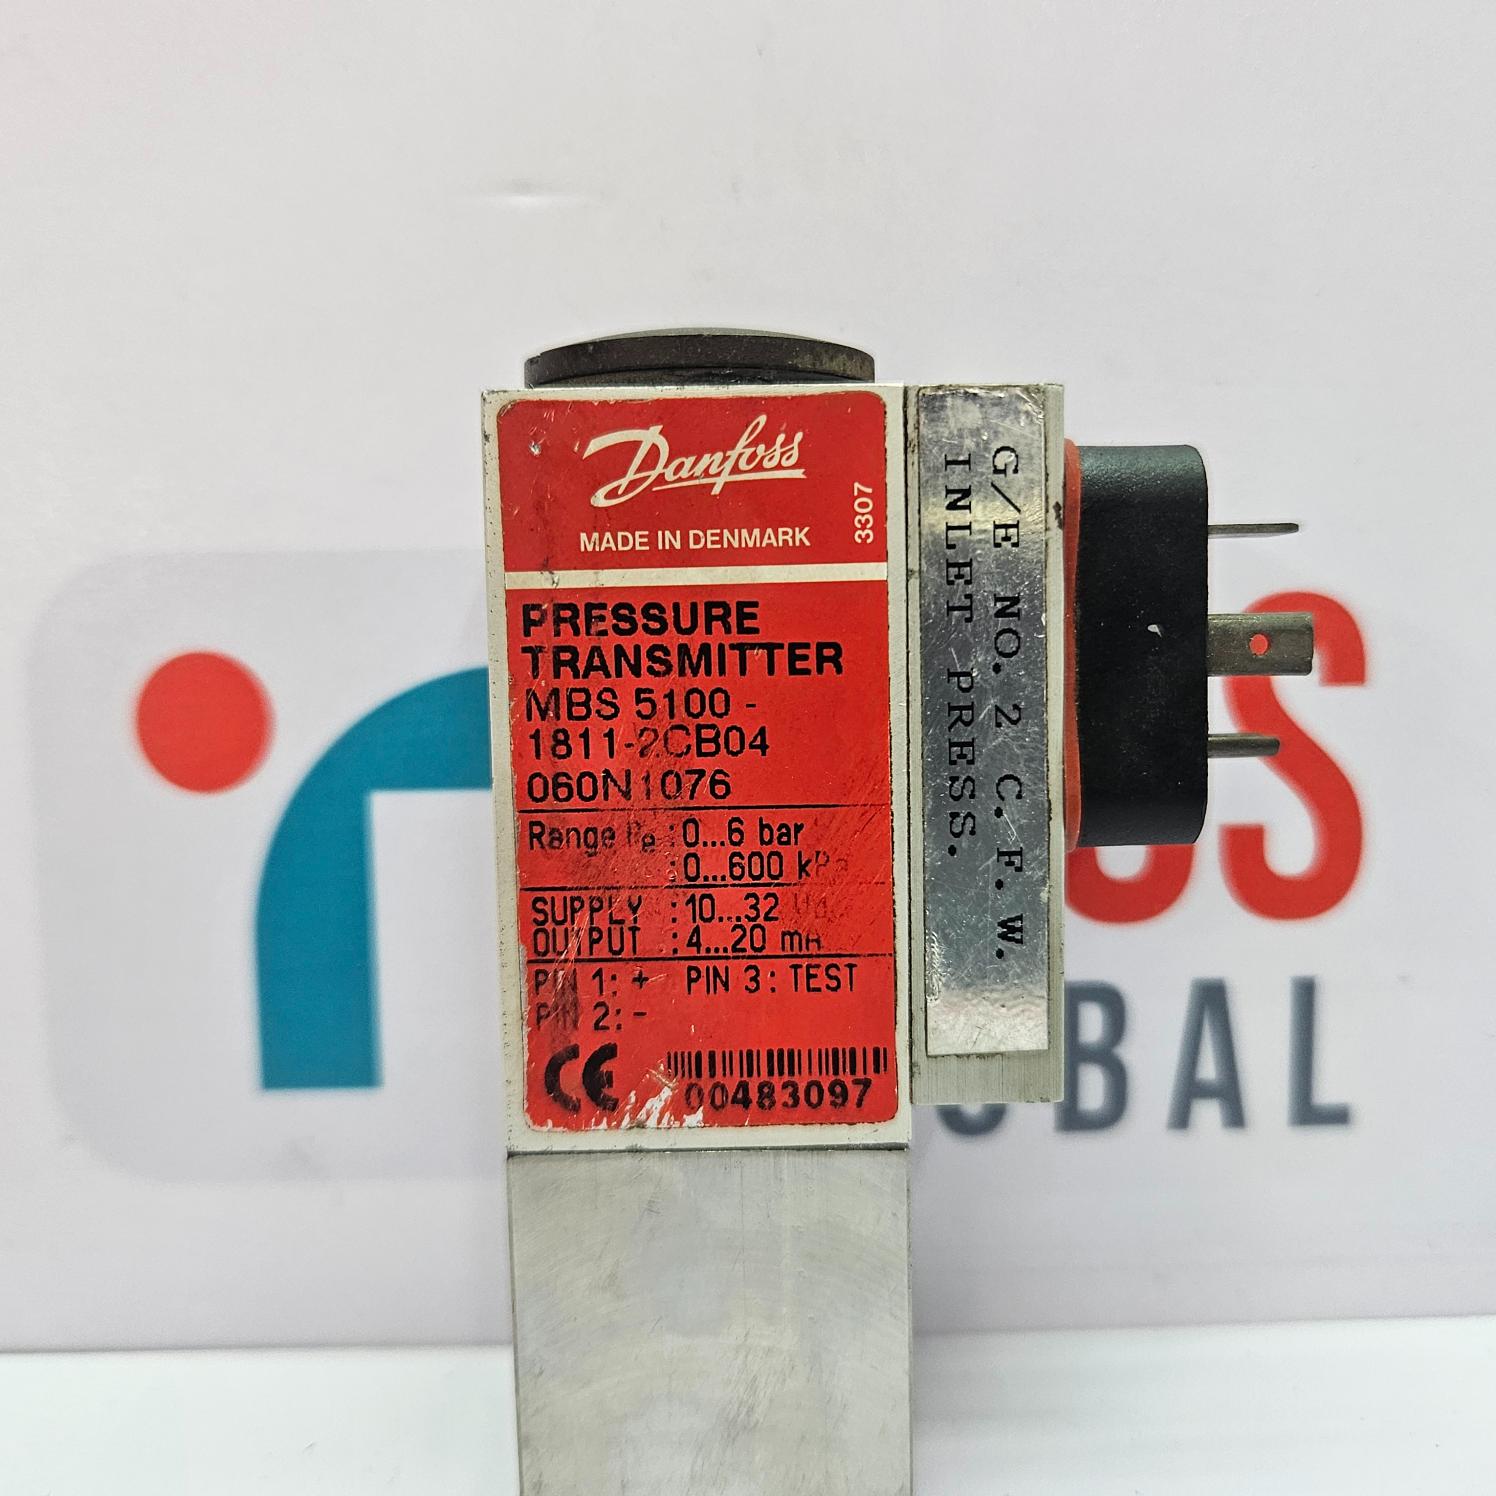 Danfoss
MADE IN DENMARK
3307
PRESSURE
TRANSMITTER
MBS 5100 -
1811-2CB04
060N1076
Range Pe : 0...6 bar
: 0...600 kPa
SUPPLY : 10...32
OUTPUT : 4...20 mA
PIN 1: + PIN 3: TEST
PIN 2: -
CE
00483097
G/E NO. 2 C. F. W.
INLET PRESS.